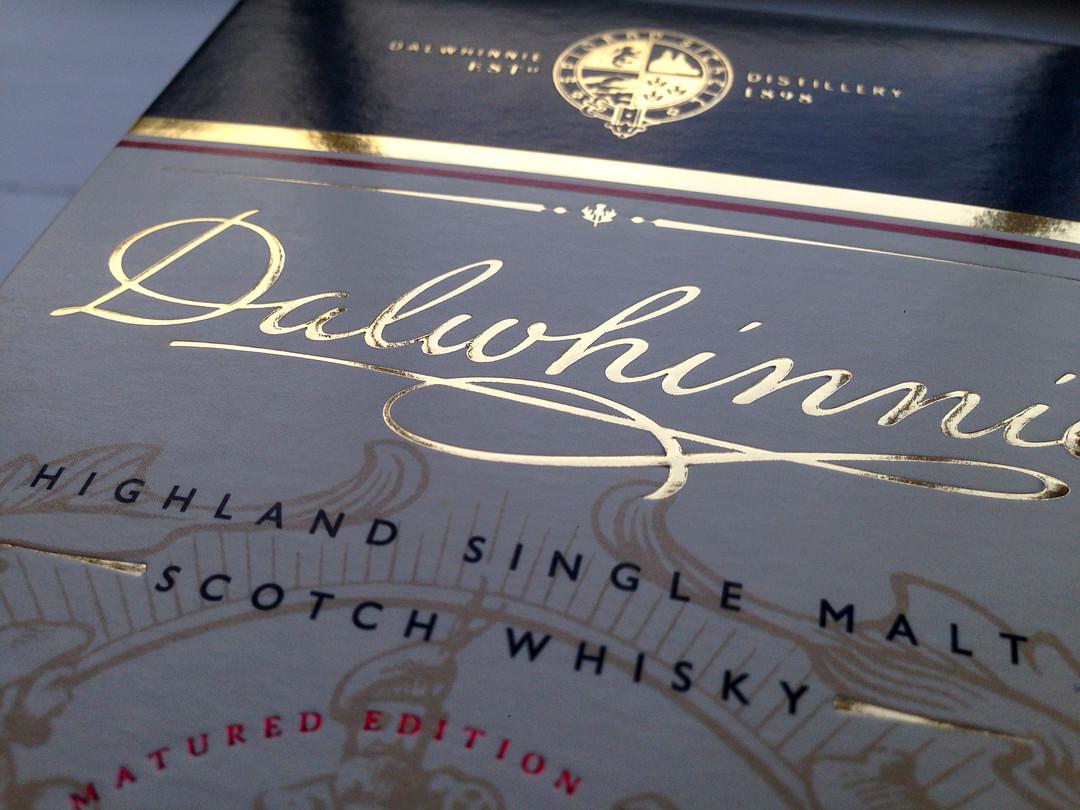 DALWHINNIE
ESTD
DISTILLERY
1898
Dalwhinnie
HIGHLAND SINGLE MALT
SCOTCH WHISKY
MATURED EDITION